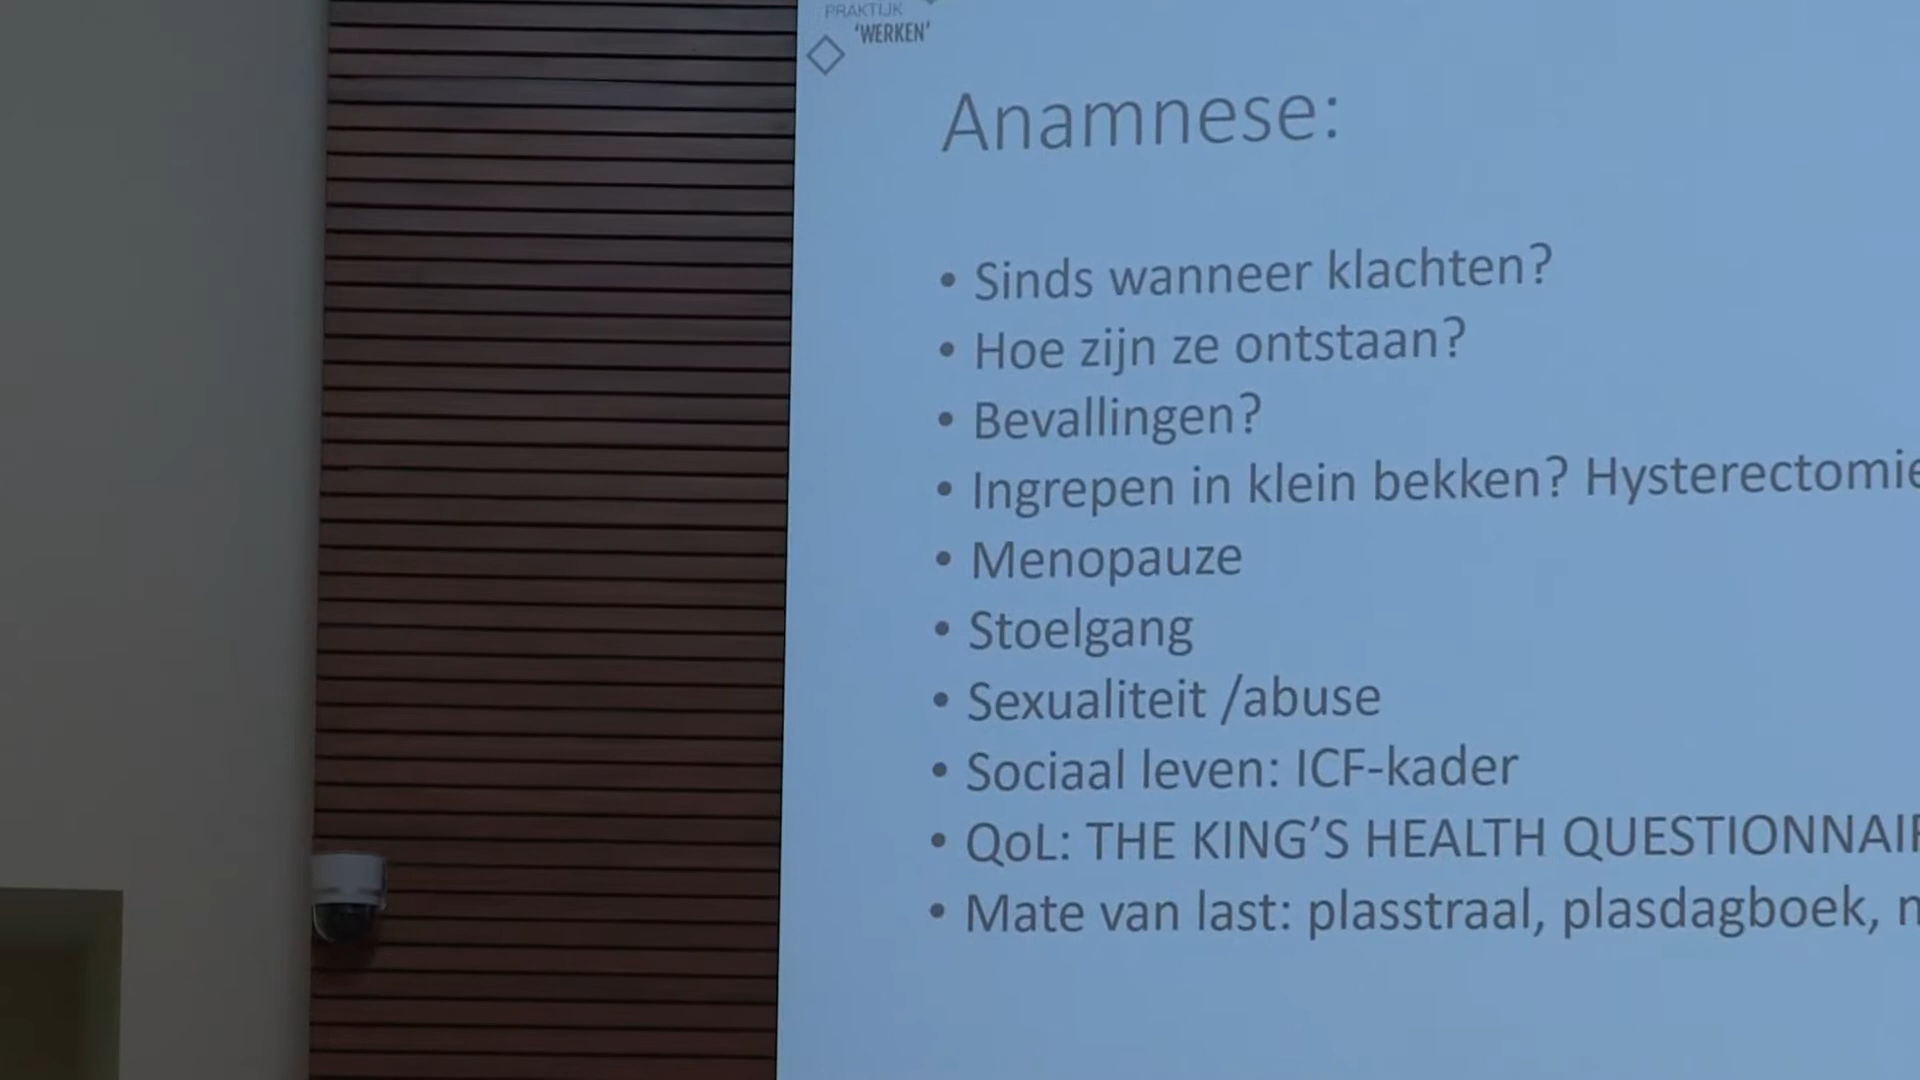 PRAKTIJK
'WERKEN'
Anamnese:
• Sinds wanneer klachten?
• Hoe zijn ze ontstaan?
• Bevallingen?
• Ingrepen in klein bekken? Hysterectomie
• Menopauze
• Stoelgang
• Sexualiteit /abuse
• Sociaal leven: ICF-kader
• QoL: THE KING'S HEALTH QUESTIONNAIR
• Mate van last: plasstraal, plasdagboek,